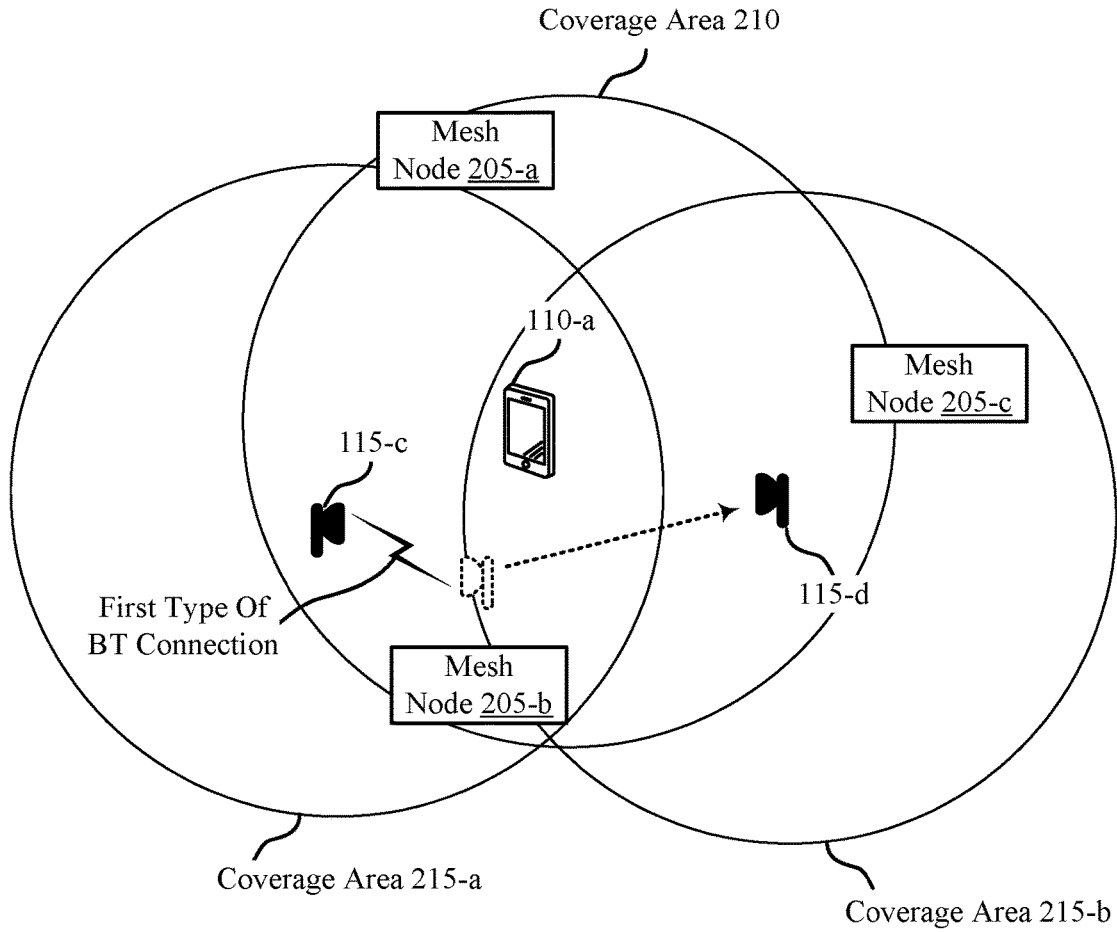 Coverage Area 210
Mesh
Node 205-a
110-a
Mesh
Node 205-c
115-c
115-d
First Type Of
BT Connection
Mesh
Node 205-b
Coverage Area 215-a
Coverage Area 215-b